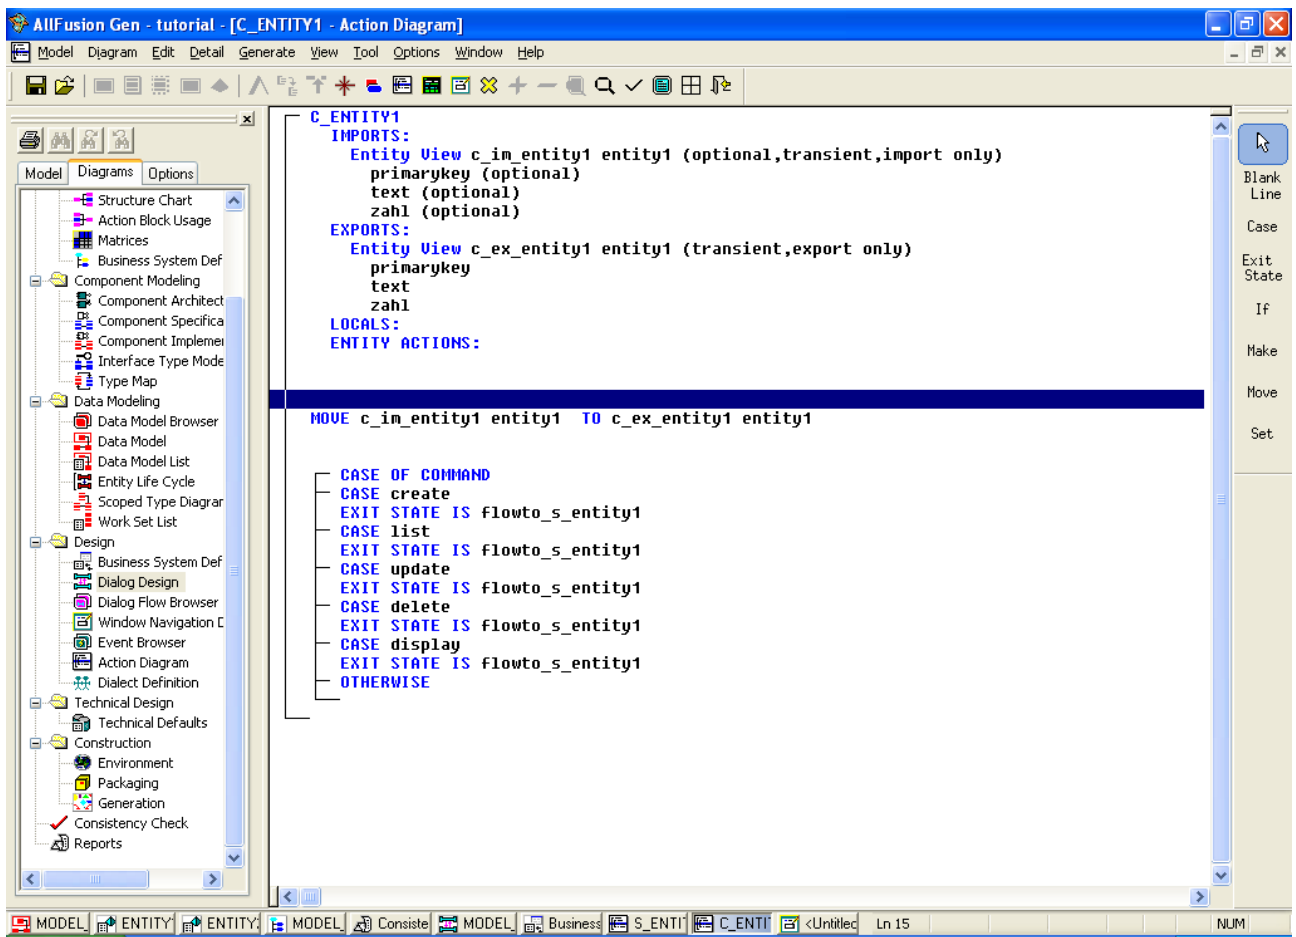 AllFusion Gen - tutorial - [C_ENTITY1 - Action Diagram]
Model Diagram Edit Detail Generate View Tool Options Window Help
Model Diagrams Options
Structure Chart
Action Block Usage
Matrices
Business System Def
Component Modeling
Component Architect
Component Specifica
Component Implemen
Interface Type Mode
Type Map
Data Modeling
Data Model Browser
Data Model
Data Model List
Entity Life Cycle
Scoped Type Diagrar
Work Set List
Design
Business System Def
Dialog Design
Dialog Flow Browser
Window Navigation D
Event Browser
Action Diagram
Dialect Definition
Technical Design
Technical Defaults
Construction
Environment
Packaging
Generation
Consistency Check
Reports
C_ENTITY1
IMPORTS:
Entity View c_im_entity1 entity1 (optional,transient,import only)
primarykey (optional)
text (optional)
zahl (optional)
EXPORTS:
Entity View c_ex_entity1 entity1 (transient,export only)
primarykey
text
zahl
LOCALS:
ENTITY ACTIONS:
MOVE c_im_entity1 entity1 TO c_ex_entity1 entity1
CASE OF COMMAND
CASE create
EXIT STATE IS flowto_s_entity1
CASE list
EXIT STATE IS flowto_s_entity1
CASE update
EXIT STATE IS flowto_s_entity1
CASE delete
EXIT STATE IS flowto_s_entity1
CASE display
EXIT STATE IS flowto_s_entity1
OTHERWISE
Blank
Line
Case
Exit
State
If
Make
Move
Set
MODEL_ ENTITY ENTITY MODEL_ Consiste MODEL_ Business S_ENTI C_ENTI <Untitlec Ln 15 NUM